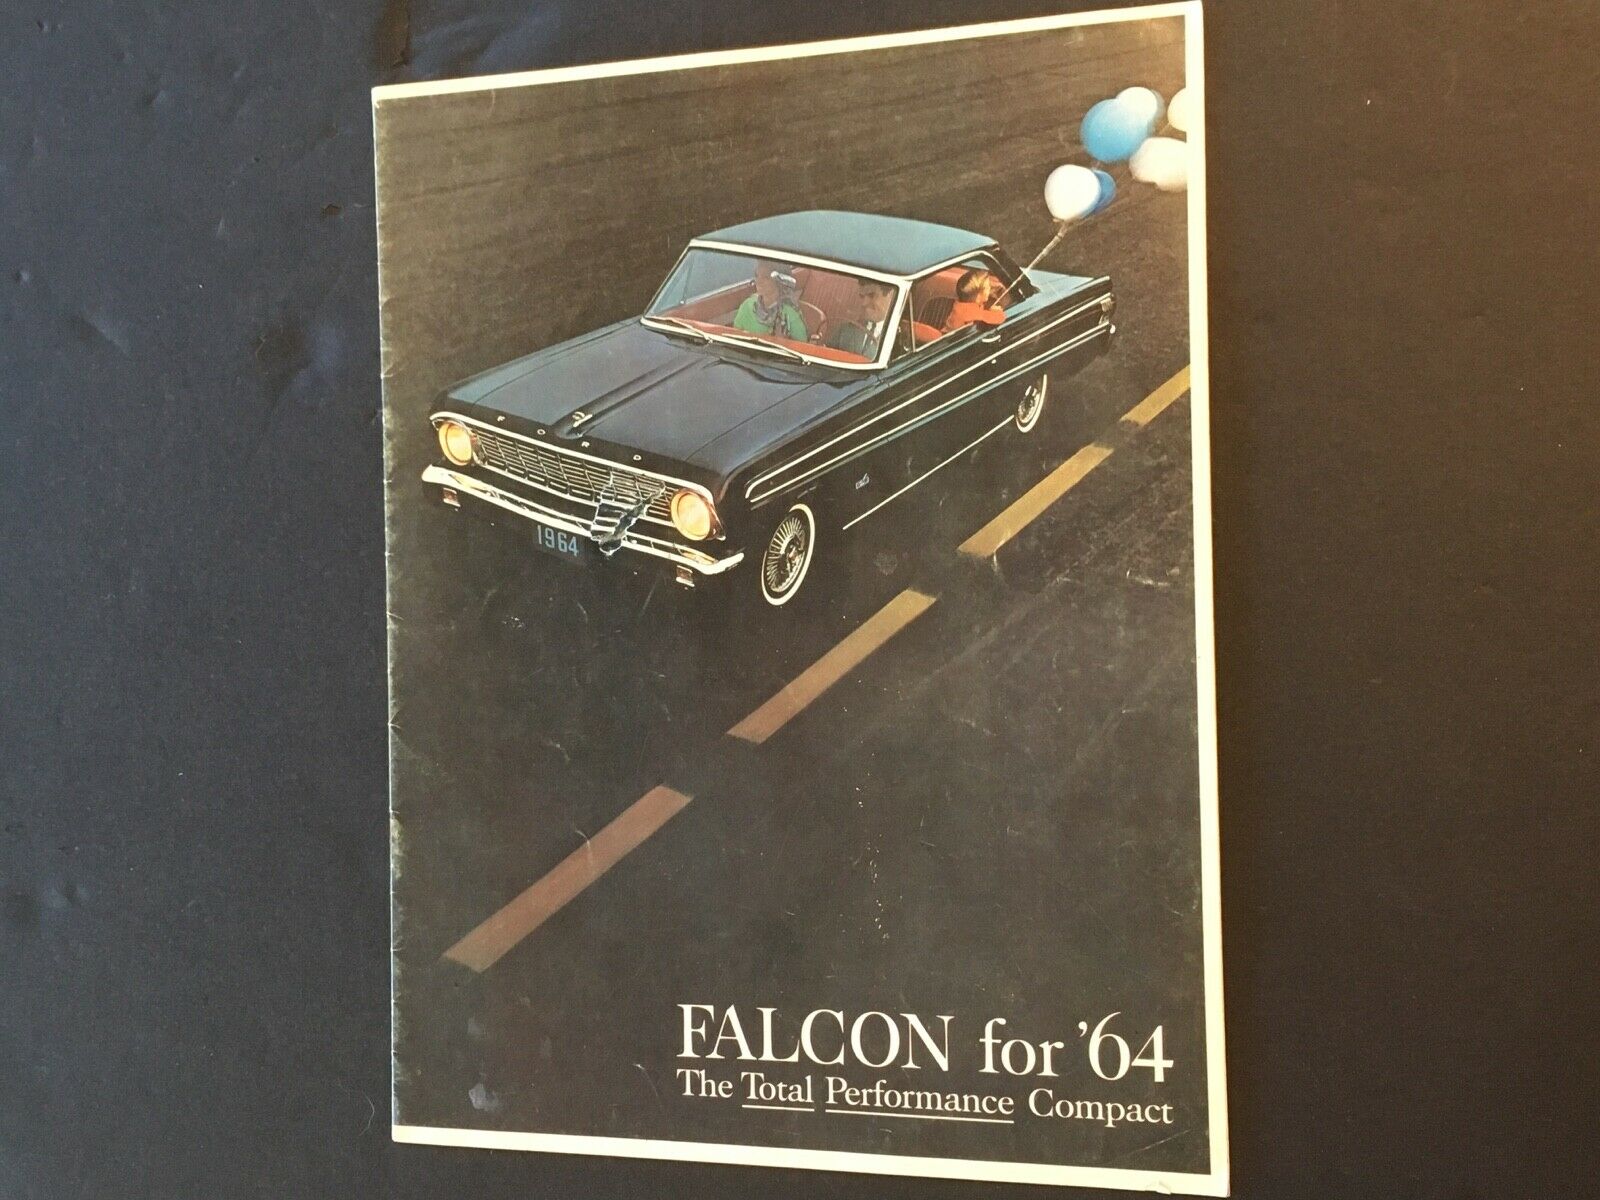 FORD
1964
FALCON for '64
The Total Performance Compact